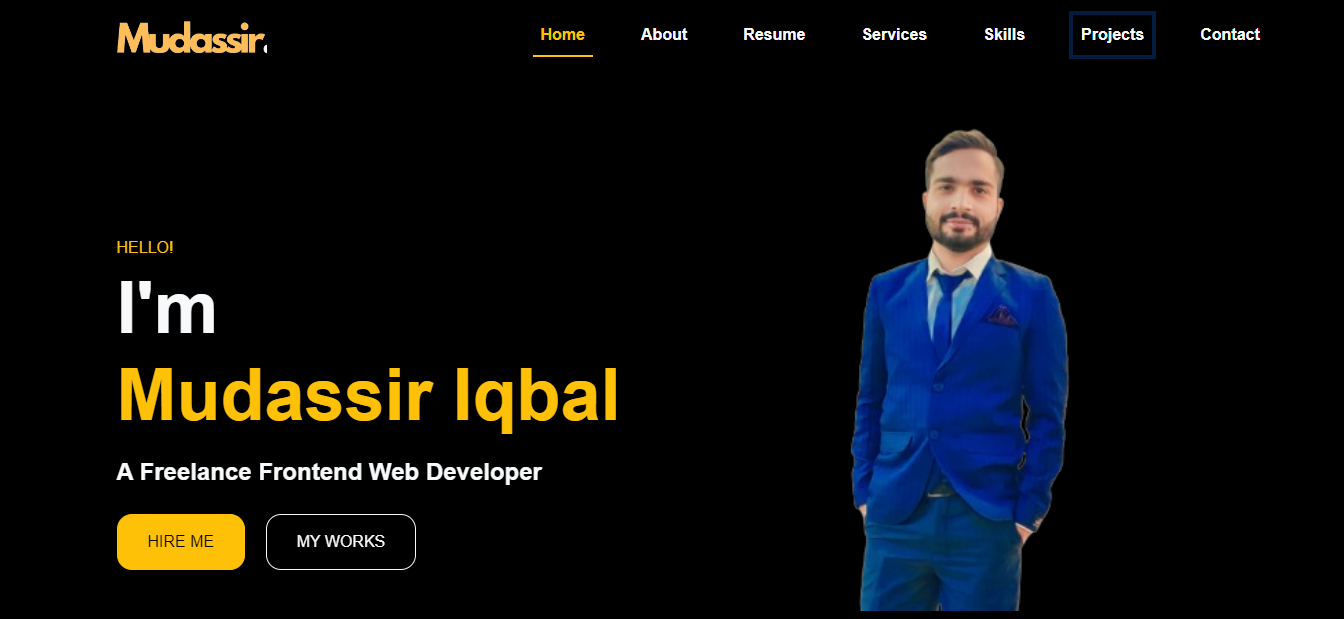 Mudassir.
Home About Resume Services Skills Projects Contact
HELLO!
I'm
Mudassir Iqbal
A Freelance Frontend Web Developer
HIRE ME MY WORKS